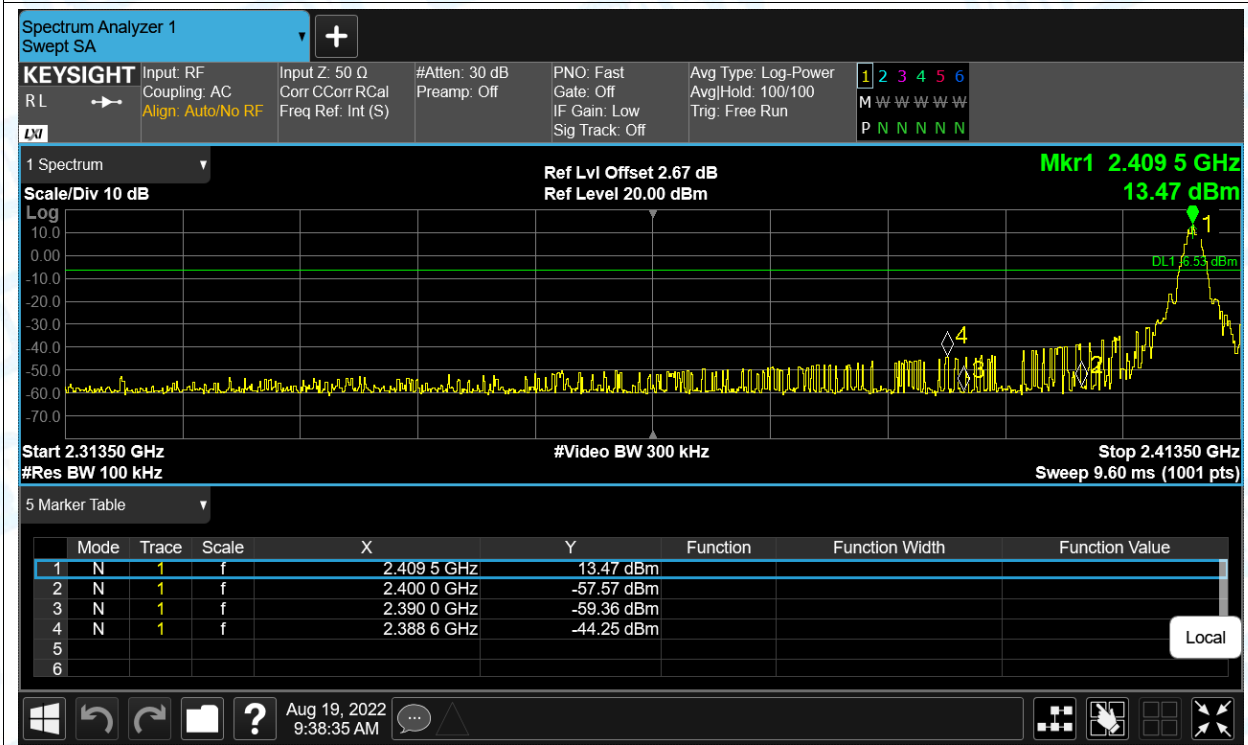 Spectrum Analyzer 1
Swept SA
+
KEYSIGHT Input: RF Input Z: 50 Ω #Atten: 30 dB PNO: Fast Avg Type: Log-Power 1 2 3 4 5 6
R L Coupling: AC Corr CCorr RCal Preamp: Off Gate: Off Avg|Hold: 100/100 M W W W W W
Align: Auto/No RF Freq Ref: Int (S) IF Gain: Low Trig: Free Run
LXI Sig Track: Off P N N N N N
1 Spectrum Ref Lvl Offset 2.67 dB Mkr1 2.409 5 GHz
Scale/Div 10 dB Ref Level 20.00 dBm 13.47 dBm
Log
1
10.0
0.00
DL1 -6.53 dBm
-10.0
-20.0
-30.0
4
-40.0
3 2
-50.0
-60.0
-70.0
Start 2.31350 GHz #Video BW 300 kHz Stop 2.41350 GHz
#Res BW 100 kHz Sweep 9.60 ms (1001 pts)
5 Marker Table
Mode Trace Scale X Y Function Function Width Function Value
1 N 1 f 2.409 5 GHz 13.47 dBm
2 N 1 f 2.400 0 GHz -57.57 dBm
3 N 1 f 2.390 0 GHz -59.36 dBm
4 N 1 f 2.388 6 GHz -44.25 dBm
5
6
Local
? Aug 19, 2022
9:38:35 AM